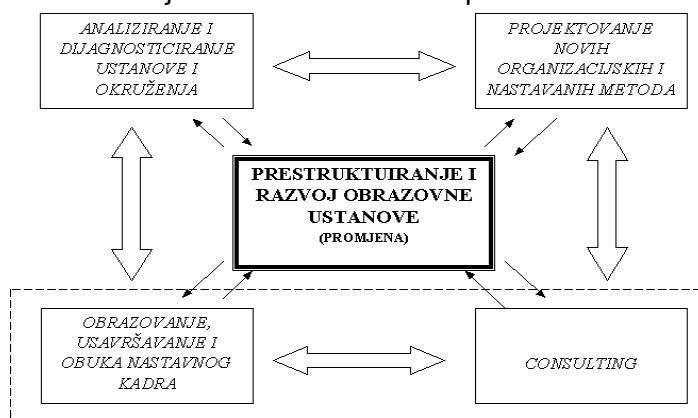 ANALIZIRANJE I
DIJAGNOSTICIRANJE
USTANOVE I
OKRUŽENJA
PROJEKTOVANJE
NOVIH
ORGANIZACIJSKIH I
NASTAVANIH METODA
PRESTRUKTUIRANJE I
RAZVOJ OBRAZOVNE
USTANOVE
(PROMJENA)
OBRAZOVANJE,
USAVRŠAVANJE I
OBUKA NASTAVNOG
KADRA
CONSULTING